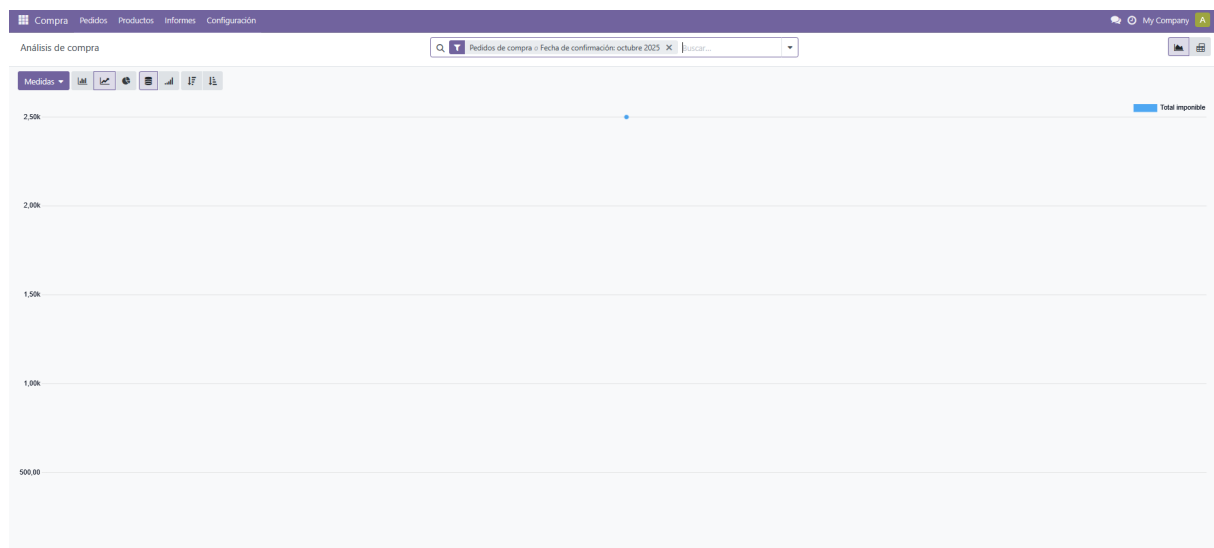 Compra Pedidos Productos Informes Configuración My Company A
Análisis de compra Pedidos de compra o Fecha de confirmación: octubre 2025 × Buscar...
Medidas
Total imponible
2,50k
2,00k
1,50k
1,00k
500,00